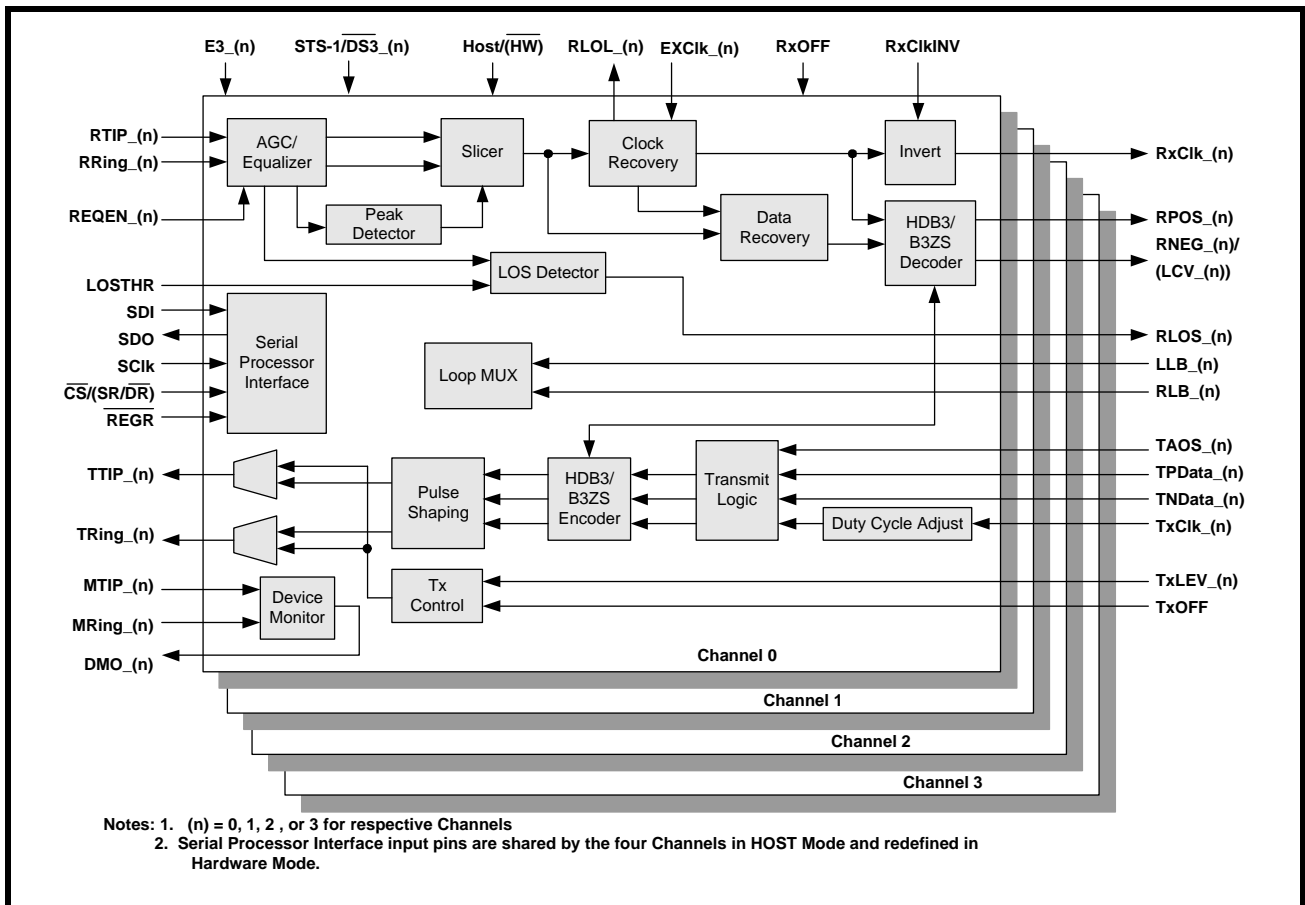 E3_(n)
STS-1/DS3_(n)
Host/(HW)
RLOL_(n)
EXClk_(n)
RxOFF
RxClkINV
RTIP_(n)
RRing_(n)
REQEN_(n)
LOSTHR
SDI
SDO
SClk
CS/(SR/DR)
REGR
TTIP_(n)
TRing_(n)
MTIP_(n)
MRing_(n)
DMO_(n)
AGC/
Equalizer
Peak
Detector
Slicer
LOS Detector
Clock
Recovery
Data
Recovery
Invert
HDB3/
B3ZS
Decoder
Serial
Processor
Interface
Loop MUX
Pulse
Shaping
HDB3/
B3ZS
Encoder
Transmit
Logic
Duty Cycle Adjust
Tx
Control
Device
Monitor
RxClk_(n)
RPOS_(n)
RNEG_(n)/
(LCV_(n))
RLOS_(n)
LLB_(n)
RLB_(n)
TAOS_(n)
TPData_(n)
TNData_(n)
TxClk_(n)
TxLEV_(n)
TxOFF
Channel 0
Channel 1
Channel 2
Channel 3
Notes: 1. (n) = 0, 1, 2 , or 3 for respective Channels
2. Serial Processor Interface input pins are shared by the four Channels in HOST Mode and redefined in
Hardware Mode.